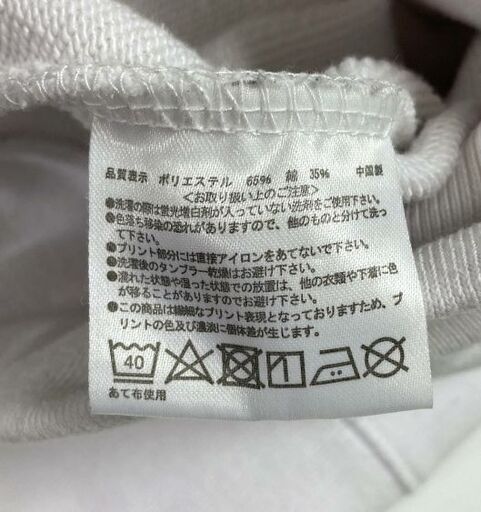 品質表示 ポリエステル 65% 綿 35% 中国製
<お取り扱い上のご注意>
●洗濯の際は蛍光増白剤が入っていない洗剤をご使用下さい。
●色落ち移染の恐れがありますので、他のものと分けて洗っ
て下さい。
●プリント部分には直接アイロンをあてないで下さい。
●洗濯後のタンブラー乾燥はお避け下さい。
●濡れた状態や湿った状態での放置は、他の衣類や下着に色
が移ることがありますのでお避け下さい。
●この商品は繊細なプリント表現となっておりますため、プ
リントの色及び濃淡に個体差が生じます。
40
あて布使用